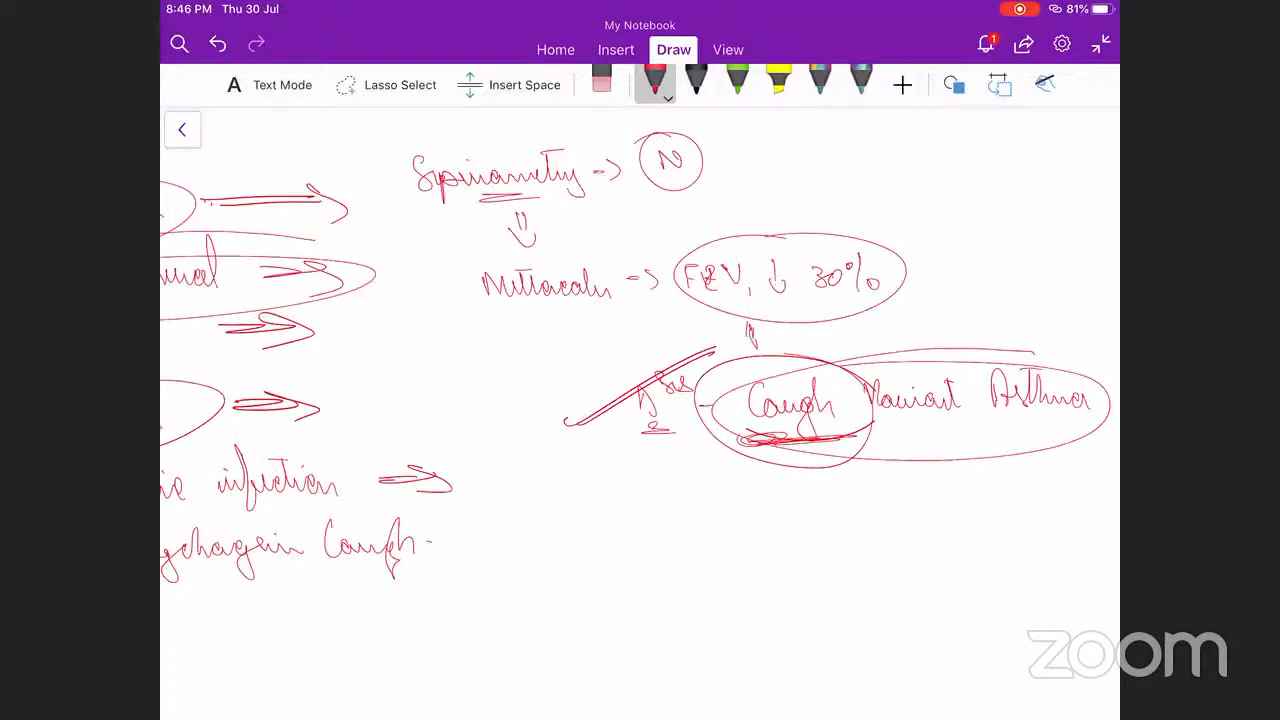 8:46 PM Thu 30 Jul
81%
My Notebook
Home Insert Draw View
1
A Text Mode Lasso Select Insert Space
Spirometry -> N
FEV1 ↓ 30%
Cough Variant Asthma
infection
Cough -
zoom